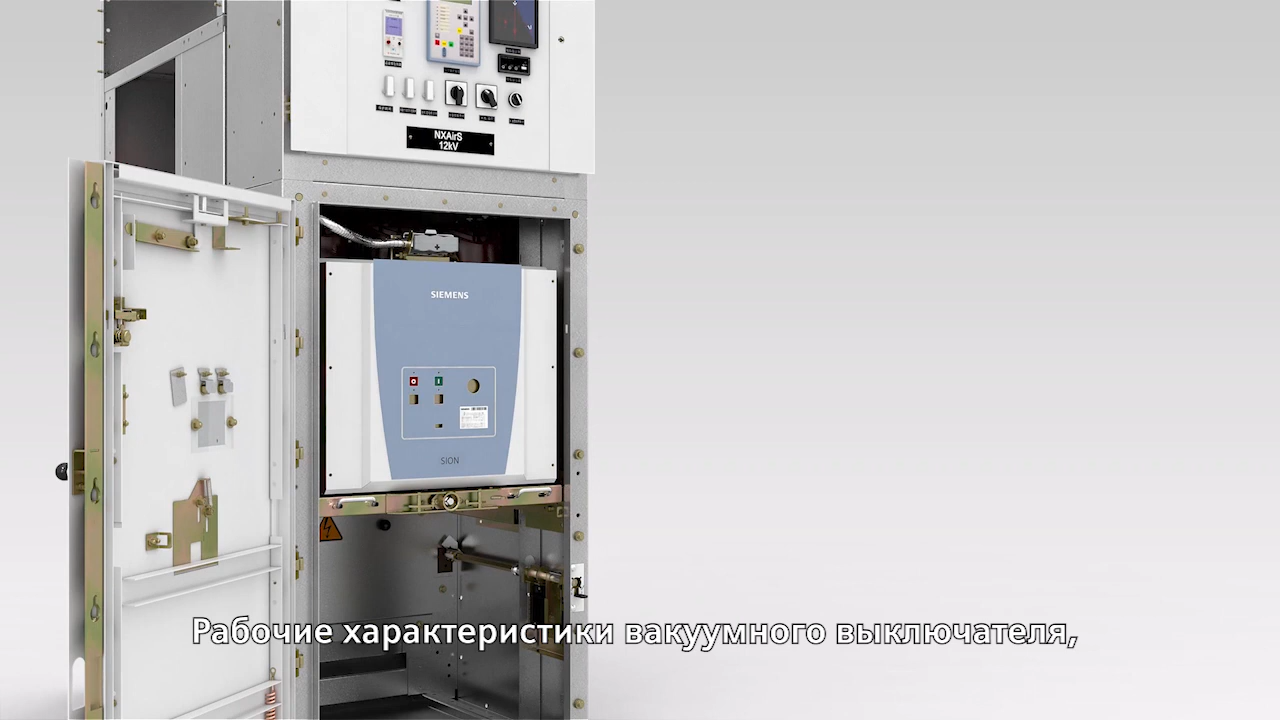 NXAirS
12kV
SIEMENS
SION
Рабочие характеристики вакуумного выключателя,